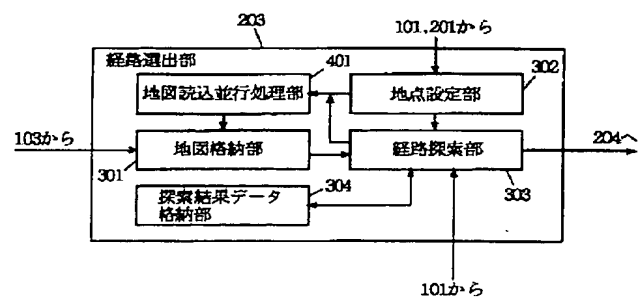 203
101,201から
経路選出部
401
地図読込並行処理部
地点設定部
302
103から
地図格納部
経路探索部
204へ
301
304
303
探索結果データ
格納部
101から